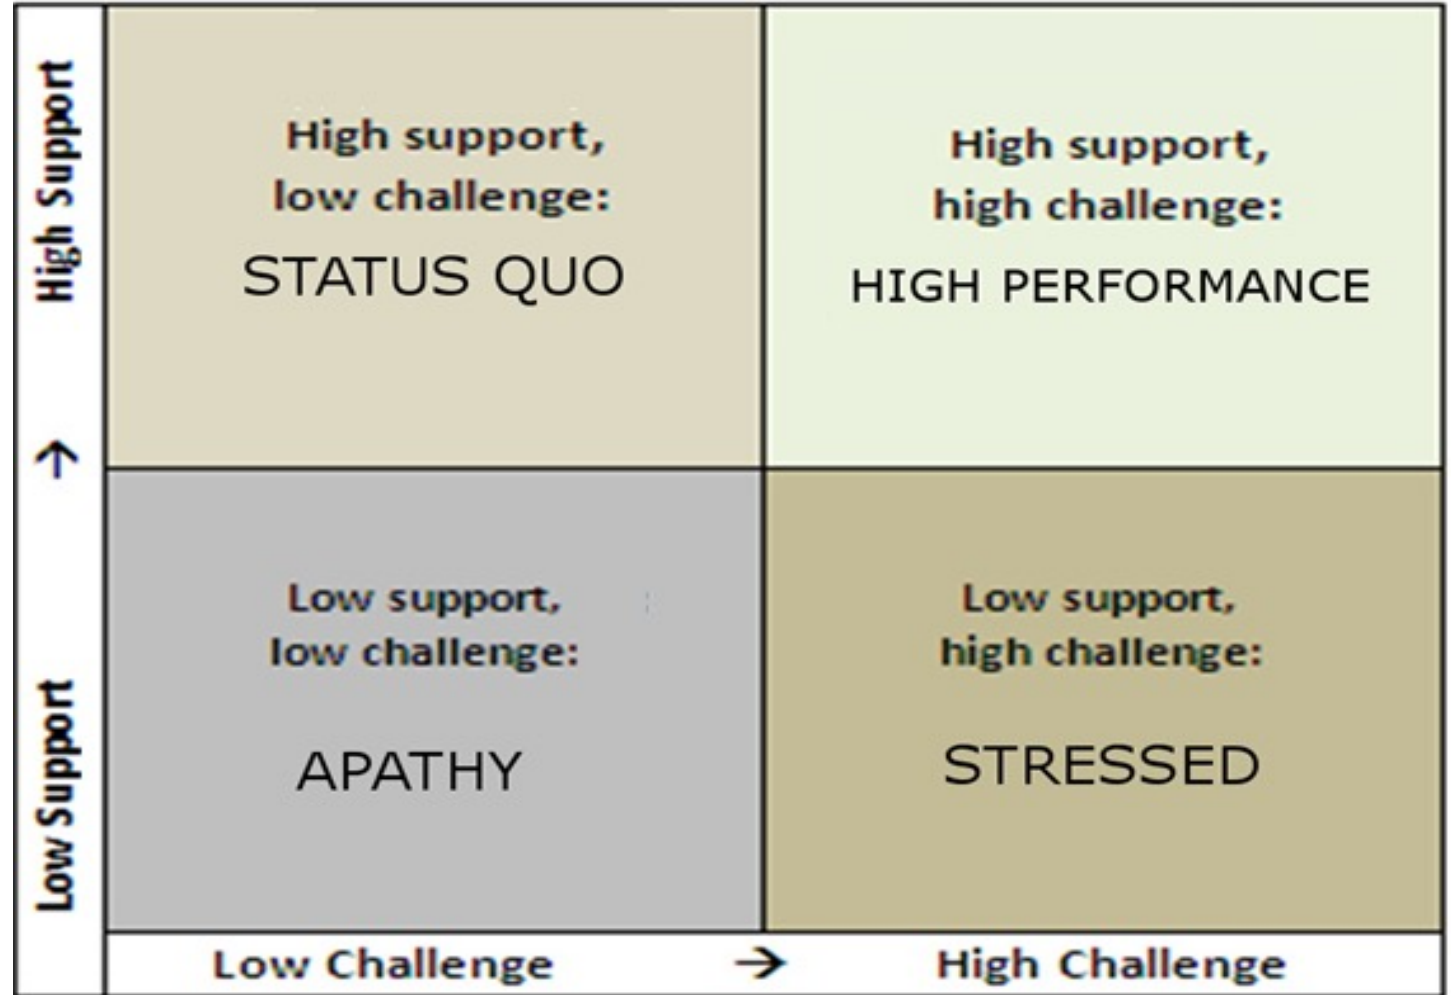 High Support
↑
Low Support
High support,
low challenge:
STATUS QUO
High support,
high challenge:
HIGH PERFORMANCE
Low support,
low challenge:
APATHY
Low support,
high challenge:
STRESSED
Low Challenge → High Challenge